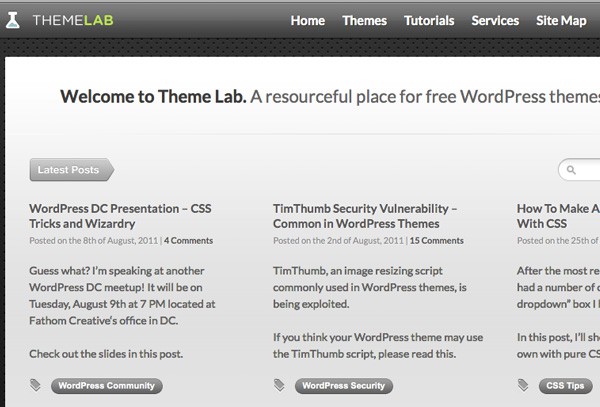 THEMELAB
Home Themes Tutorials Services Site Map
Welcome to Theme Lab. A resourceful place for free WordPress themes
Latest Posts
WordPress DC Presentation – CSS
Tricks and Wizardry
Posted on the 8th of August, 2011 | 4 Comments
Guess what? I'm speaking at another
WordPress DC meetup! It will be on
Tuesday, August 9th at 7 PM located at
Fathom Creative's office in DC.
Check out the slides in this post.
WordPress Community
TimThumb Security Vulnerability –
Common in WordPress Themes
Posted on the 2nd of August, 2011 | 15 Comments
TimThumb, an image resizing script
commonly used in WordPress themes, is
being exploited.
If you think your WordPress theme may use
the TimThumb script, please read this.
WordPress Security
How To Make A
With CSS
Posted on the 25th of
After the most re
had a number of
dropdown" box I
In this post, I'll sh
own with pure CS
CSS Tips